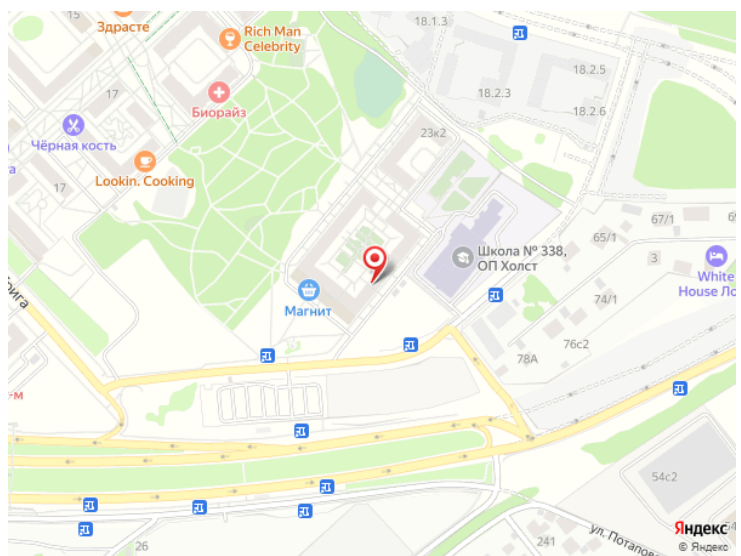 15
Здрасте
Rich Man
Celebrity
18.1.3
18.2.5
18.2.3
18.2.6
17
Биорайз
Чёрная кость
23к2
Lookin. Cooking
17
67/1
65/1
Школа № 338,
ОП Холст
3
White
House Ло
74/1
Магнит
76с2
78А
54с2
26
241
ул. Потапов
Яндекс
© Яндекс